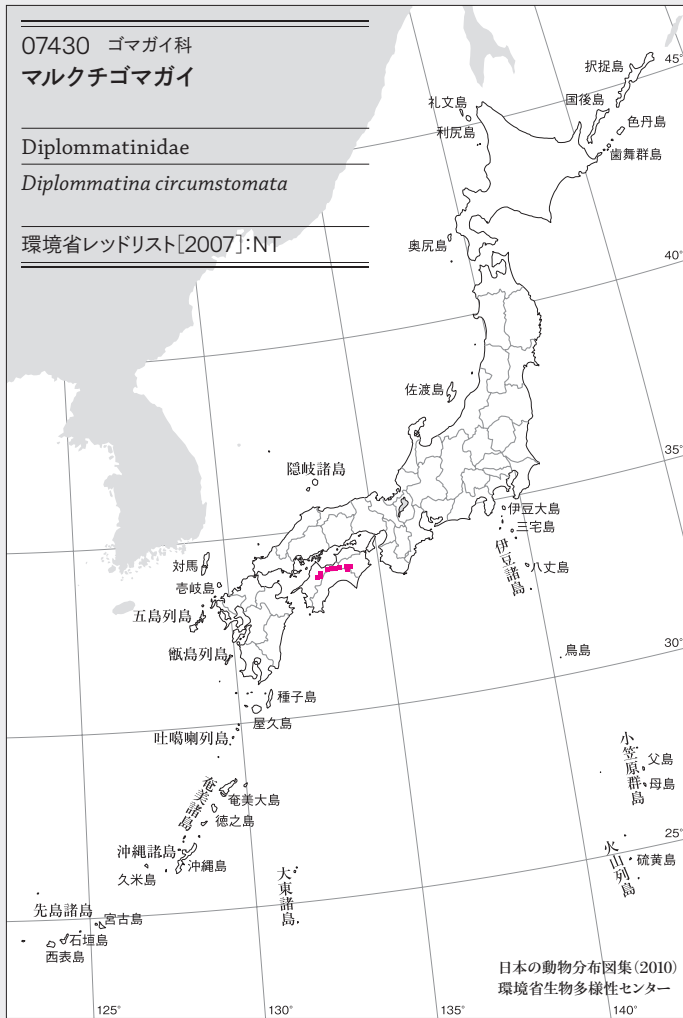 07430 ゴマガイ科
マルクチゴマガイ
Diplommatinidae
Diplommatina circumstomata
環境省レッドリスト[2007]:NT
択捉島
45°
国後島
礼文島
色丹島
利尻島
歯舞群島
奥尻島
40°
佐渡島
35°
隠岐諸島
伊豆大島
三宅島
伊豆諸島
八丈島
対馬
壱岐島
五島列島
甑島列島
鳥島
30°
種子島
屋久島
吐噶喇列島
小笠原群島
父島
母島
奄美諸島
奄美大島
徳之島
25°
沖縄諸島
沖縄島
久米島
火山列島
硫黄島
大東諸島
先島諸島
宮古島
石垣島
西表島
日本の動物分布図集(2010)
環境省生物多様性センター
125°
130°
135°
140°